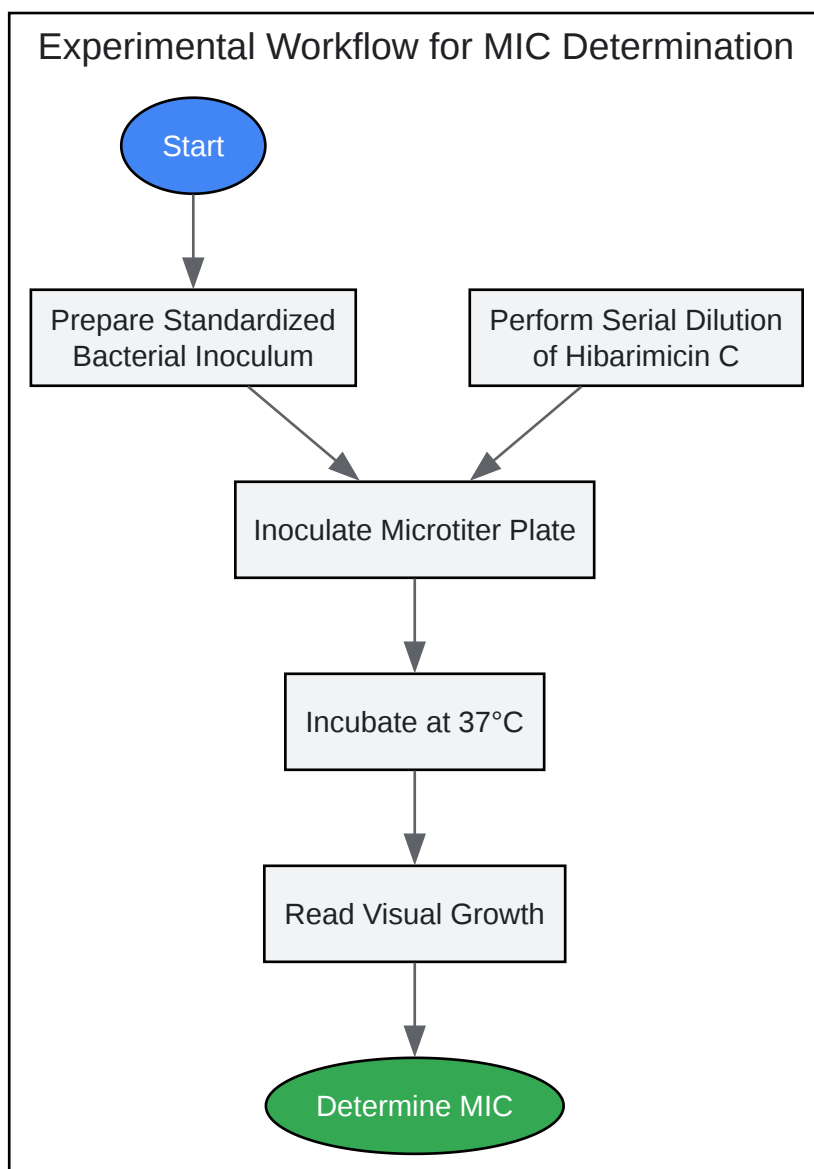 Experimental Workflow for MIC Determination
Start
Prepare Standardized
Bacterial Inoculum
Perform Serial Dilution
of Hibarimicin C
Inoculate Microtiter Plate
Incubate at 37°C
Read Visual Growth
Determine MIC